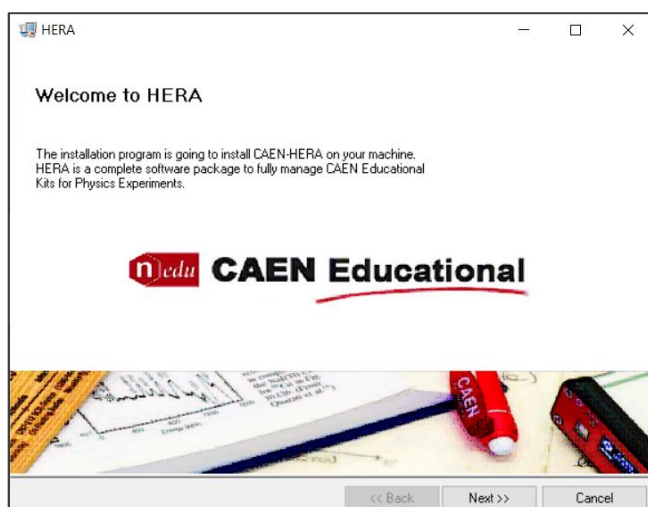 HERA
Welcome to HERA
The installation program is going to install CAEN-HERA on your machine.
HERA is a complete software package to fully manage CAEN Educational
Kits for Physics Experiments.
n)edu CAEN Educational
CAEN
<< Back Next >> Cancel